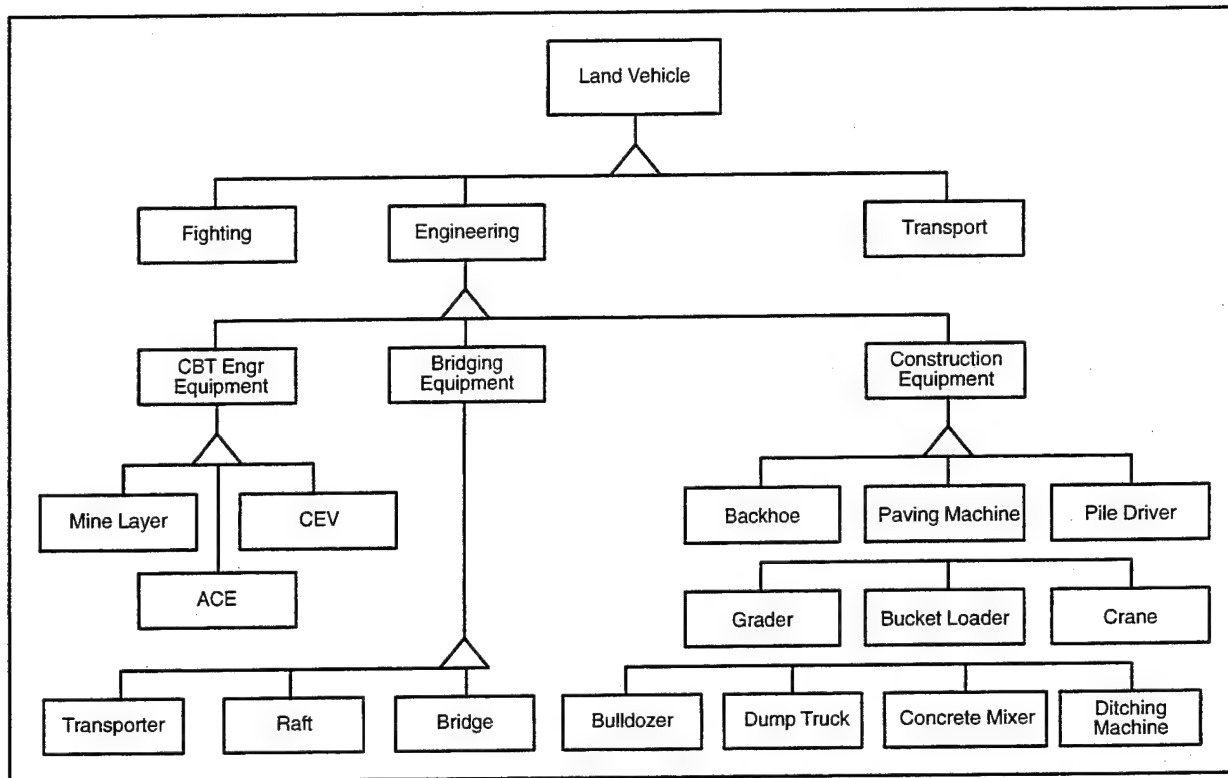 Land Vehicle
Fighting
Engineering
Transport
CBT Engr
Equipment
Bridging
Equipment
Construction
Equipment
Mine Layer
CEV
ACE
Backhoe
Paving Machine
Pile Driver
Grader
Bucket Loader
Crane
Transporter
Raft
Bridge
Bulldozer
Dump Truck
Concrete Mixer
Ditching
Machine